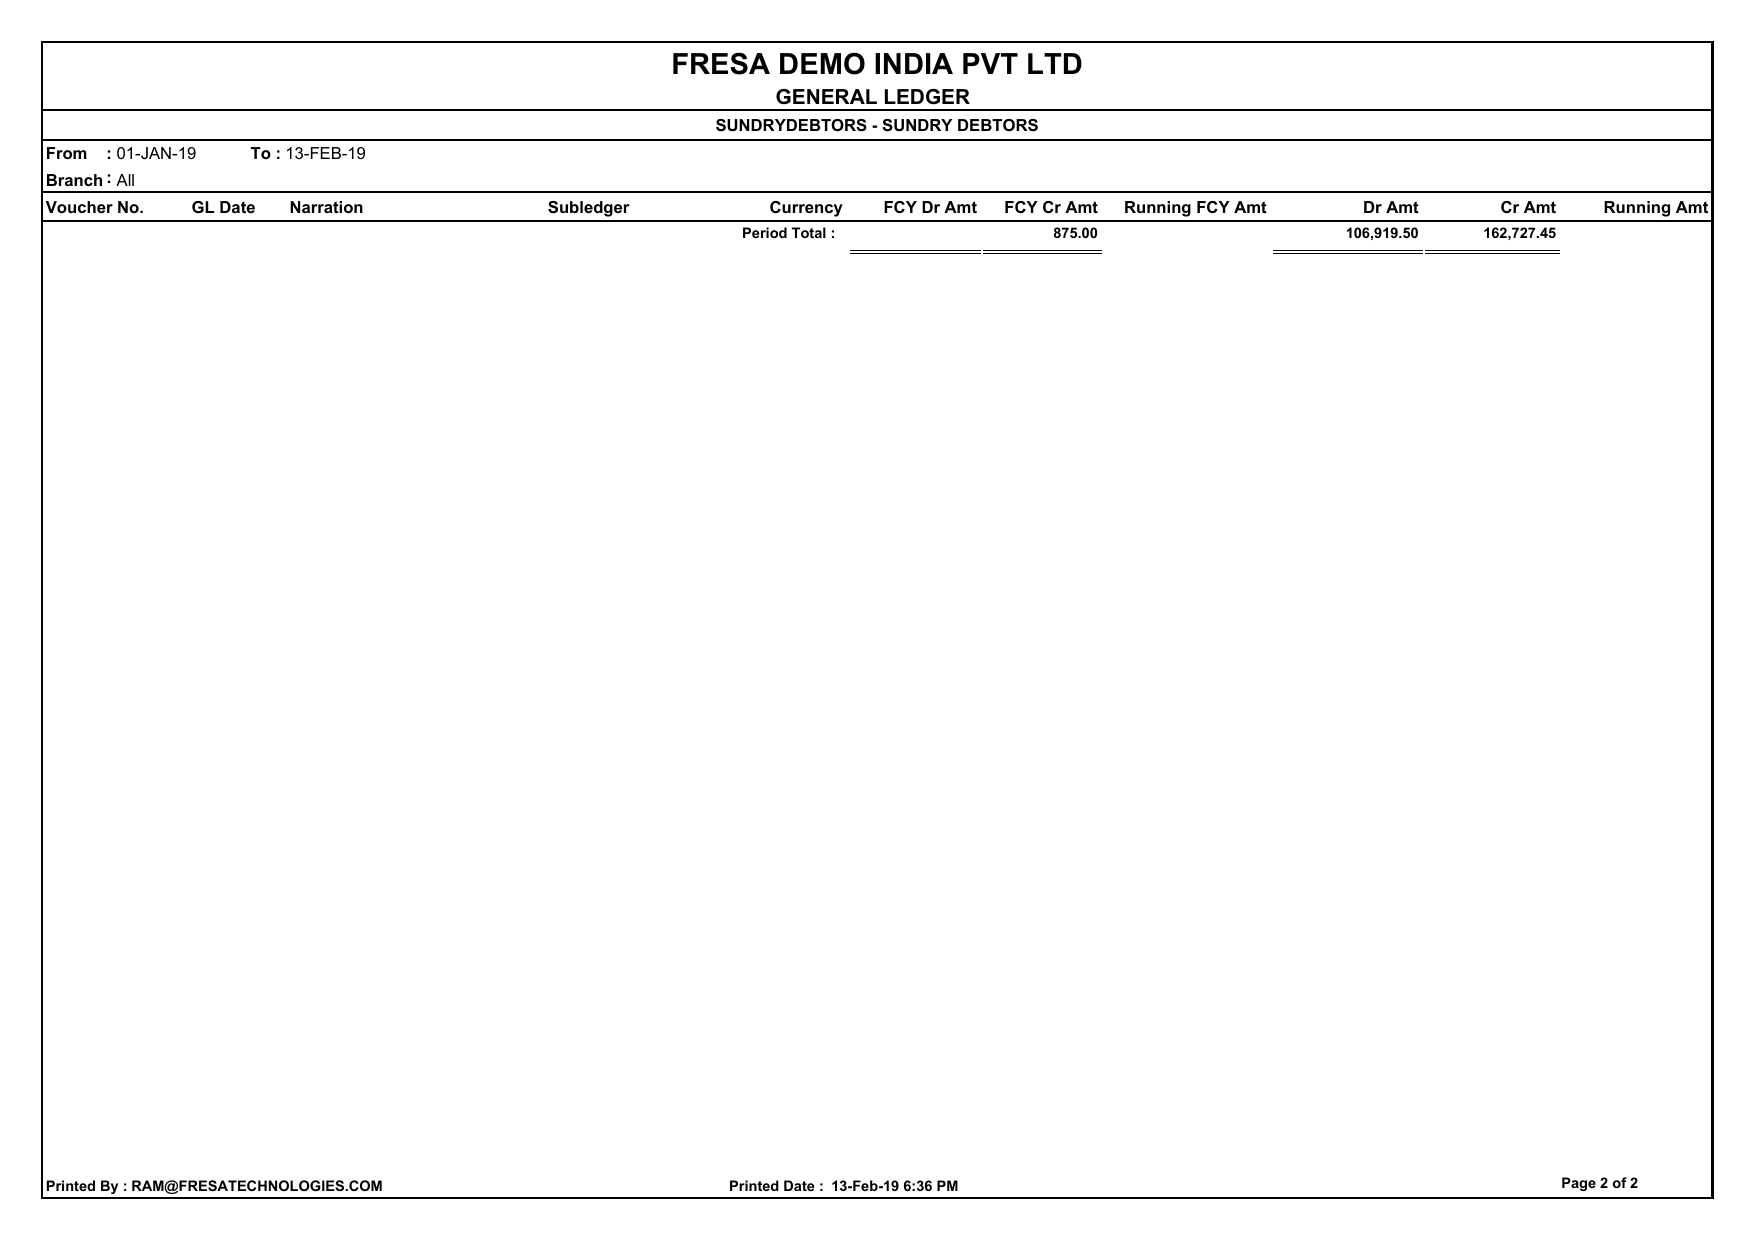 FRESA DEMO INDIA PVT LTD
GENERAL LEDGER
SUNDRYDEBTORS - SUNDRY DEBTORS
From : 01-JAN-19 To : 13-FEB-19
Branch : All
Voucher No. GL Date Narration Subledger Currency FCY Dr Amt FCY Cr Amt Running FCY Amt Dr Amt Cr Amt Running Amt
Period Total : 875.00 106,919.50 162,727.45
Printed By : RAM@FRESATECHNOLOGIES.COM Printed Date : 13-Feb-19 6:36 PM Page 2 of 2